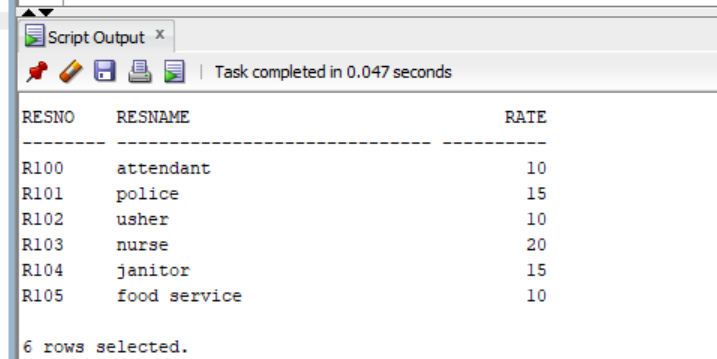 Script Output x
Task completed in 0.047 seconds
RESNO    RESNAME                        RATE
-------- ------------------------------ ----------
R100     attendant                      10
R101     police                         15
R102     usher                          10
R103     nurse                          20
R104     janitor                        15
R105     food service                   10
6 rows selected.